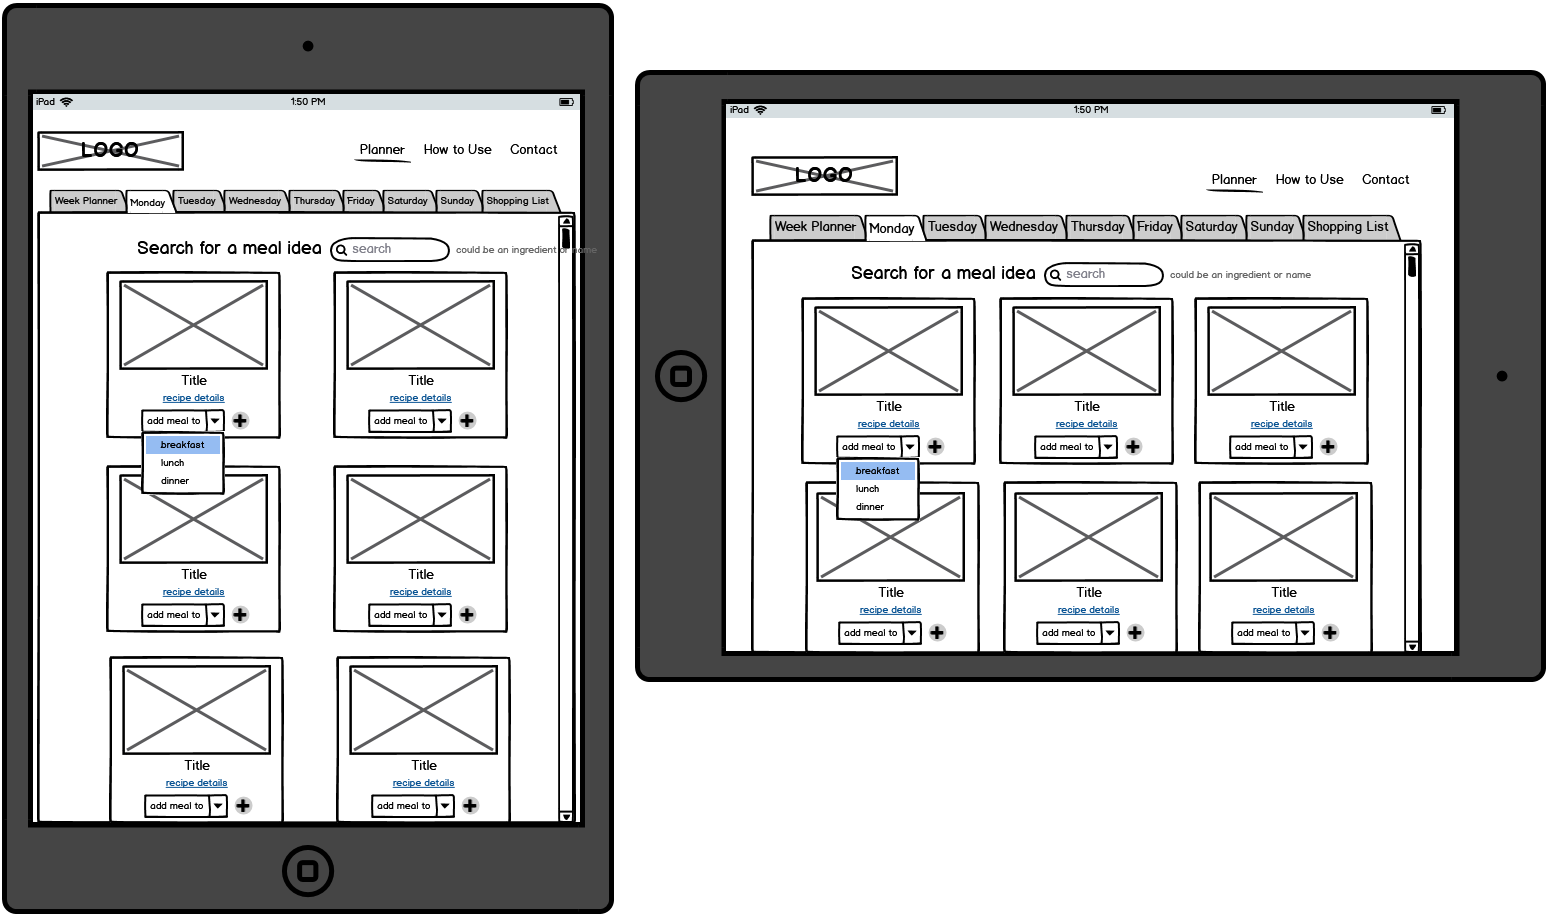 iPad 1:50 PM
LOGO
Planner How to Use Contact
Week Planner Monday Tuesday Wednesday Thursday Friday Saturday Sunday Shopping List
Search for a meal idea search could be an ingredient or name
Title Title
recipe details recipe details
add meal to add meal to
breakfast
lunch
dinner
Title Title
recipe details recipe details
add meal to add meal to
Title Title
recipe details recipe details
add meal to add meal to
iPad 1:50 PM
LOGO
Planner How to Use Contact
Week Planner Monday Tuesday Wednesday Thursday Friday Saturday Sunday Shopping List
Search for a meal idea search could be an ingredient or name
Title Title Title
recipe details recipe details recipe details
add meal to add meal to add meal to
breakfast
lunch
dinner
Title Title Title
recipe details recipe details recipe details
add meal to add meal to add meal to